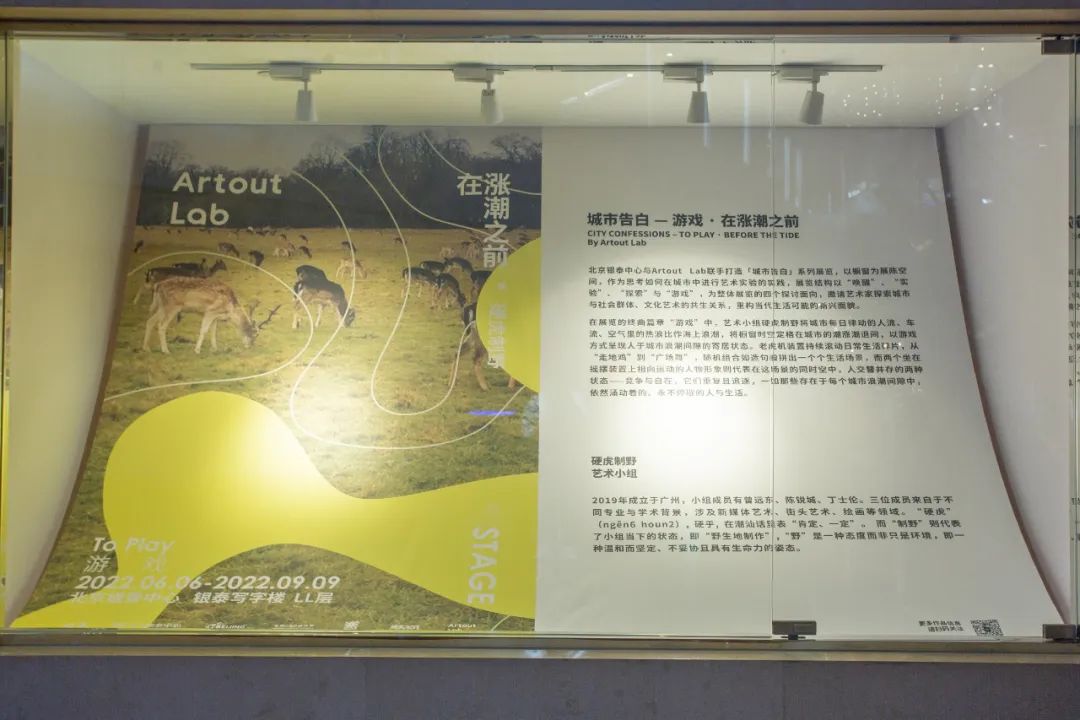 Artout
Lab
在涨潮之前
STAGE
To Play
游 戏
2022.06.06-2022.09.09
北京银泰中心 银泰写字楼 LL层
城市告白 — 游戏 · 在涨潮之前
CITY CONFESSIONS – TO PLAY · BEFORE THE TIDE
By Artout Lab
北京银泰中心与Artout Lab联手打造「城市告白」系列展览，以橱窗为展陈空
间，作为思考如何在城市中进行艺术实验的实践，展览结构以“唤醒”、“实
验”、“探索”与“游戏”，为整体展览的四个探讨面向，邀请艺术家探索城市
与社会群体、文化艺术的共生关系，重构当代生活可能的新兴面貌。
在展览的终曲篇章“游戏”中，艺术小组硬虎制野将城市每日律动的人流、车
流、空气里的热浪比作海上浪潮，将橱窗时空定格在城市的潮涨潮退间，以游戏
方式呈现人于城市浪潮间隙的寄居状态。老虎机装置持续滚动日常生活切片，从
“走地鸡”到“广场舞”，随机组合如造句般拼出一个个生活场景，而两个坐在
摇摆装置上相向运动的人物形象则代表在这场景的同时空中，人交替并存的两种
状态——竞争与自在，它们重复且追逐，一如那些存在于每个城市浪潮间隙中，
依然涌动着的、永不停歇的人与生活。
硬虎制野
艺术小组
2019年成立于广州，小组成员有曾远东、陈锐城、丁士伦。三位成员来自于不
同专业与学术背景，涉及新媒体艺术、街头艺术、绘画等领域。“硬虎”
（ngēn6 houn2），硬乎，在潮汕话里表“肯定、一定”。 而“制野”则代表
了小组当下的状态，即“野生地制作”，“野”是一种态度而非只是环境，即一
种温和而坚定、不妥协且具有生命力的姿态。
更多作品信息
请扫码关注